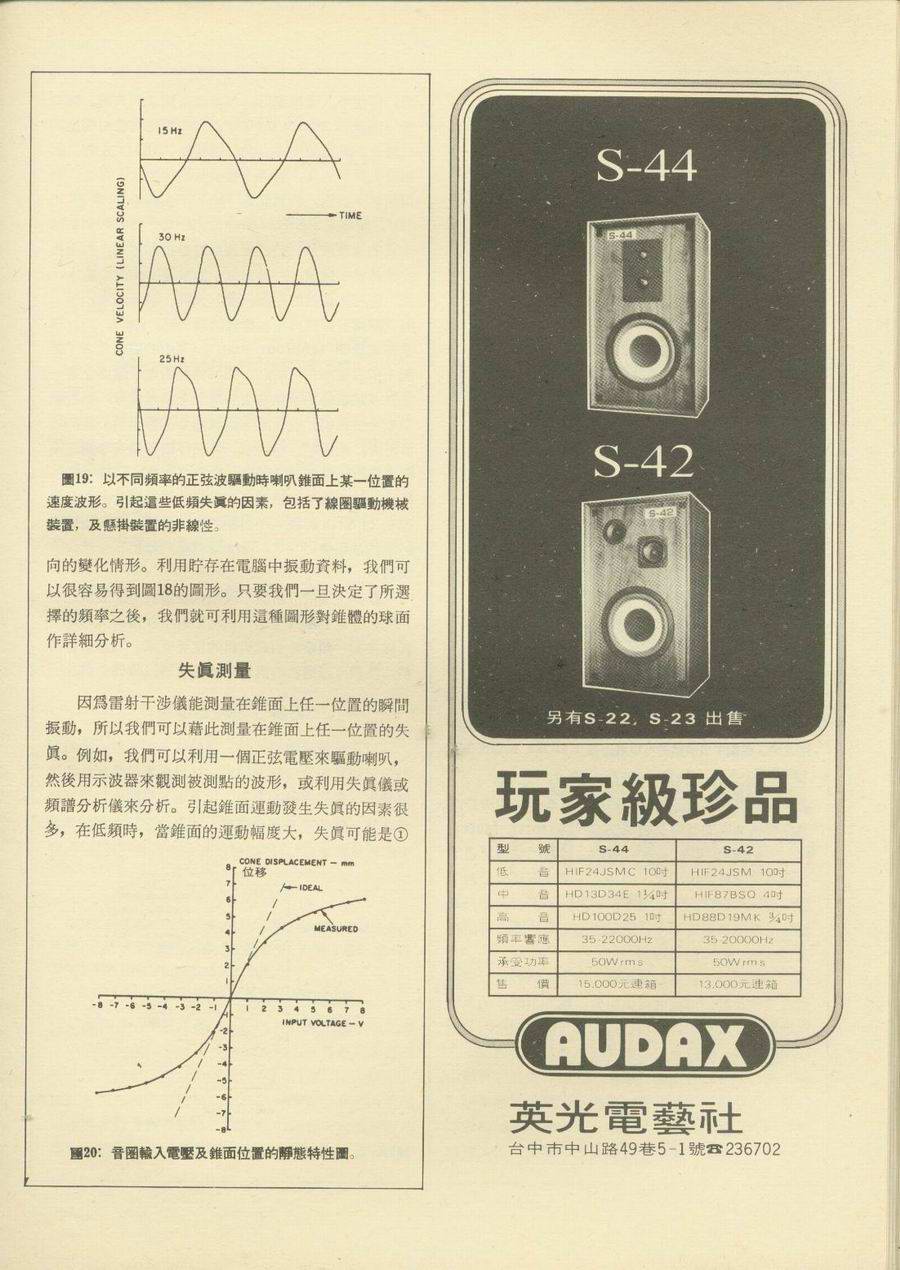 15 Hz
TIME
CONE VELOCITY (LINEAR SCALING)
30 Hz
25 Hz
圖19：以不同頻率的正弦波驅動時喇叭錐面上某一位置的
速度波形。引起這些低頻失眞的因素，包括了線圈驅動機械
裝置，及懸掛裝置的非線性。
向的變化情形。利用貯存在電腦中振動資料，我們可
以很容易得到圖18的圖形。只要我們一旦決定了所選
擇的頻率之後，我們就可利用這種圖形對錐體的球面
作詳細分析。
失眞測量
因爲雷射干涉儀能測量在錐面上任一位置的瞬間
振動，所以我們可以藉此測量在錐面上任一位置的失
眞。例如，我們可以利用一個正弦電壓來驅動喇叭，
然後用示波器來觀測被測點的波形，或利用失眞儀或
頻譜分析儀來分析。引起錐面運動發生失眞的因素很
多，在低頻時，當錐面的運動幅度大，失眞可能是①
CONE DISPLACEMENT – mm
位移
8
7
6
5
4
3
2
1
IDEAL
MEASURED
-8 -7 -6 -5 -4 -3 -2 -1 1 2 3 4 5 6 7 8
INPUT VOLTAGE – V
-1
-2
-3
-4
-5
-6
-7
-8
圖20：音圈輸入電壓及錐面位置的靜態特性圖。
S-44
S-44
S-42
S-42
另有S-22, S-23 出售
玩家級珍品
型號 S-44 S-42
低音 HIF24JSMC 10吋 HIF24JSM 10吋
中音 HD13D34E 1¼吋 HIF87BSO 4吋
高音 HD100D25 1吋 HD88D19MK ¾吋
頻率響應 35-22000Hz 35-20000Hz
承受功率 50Wrms 50Wrms
售價 15.000元連箱 13.000元連箱
AUDAX
英光電藝社
台中市中山路49巷5-1號☎236702